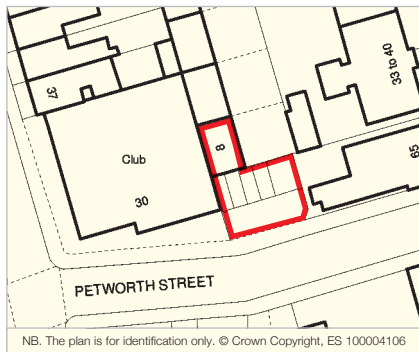 37
33 to 40
Club
8
30
65
PETWORTH STREET
NB. The plan is for identification only. © Crown Copyright, ES 100004106